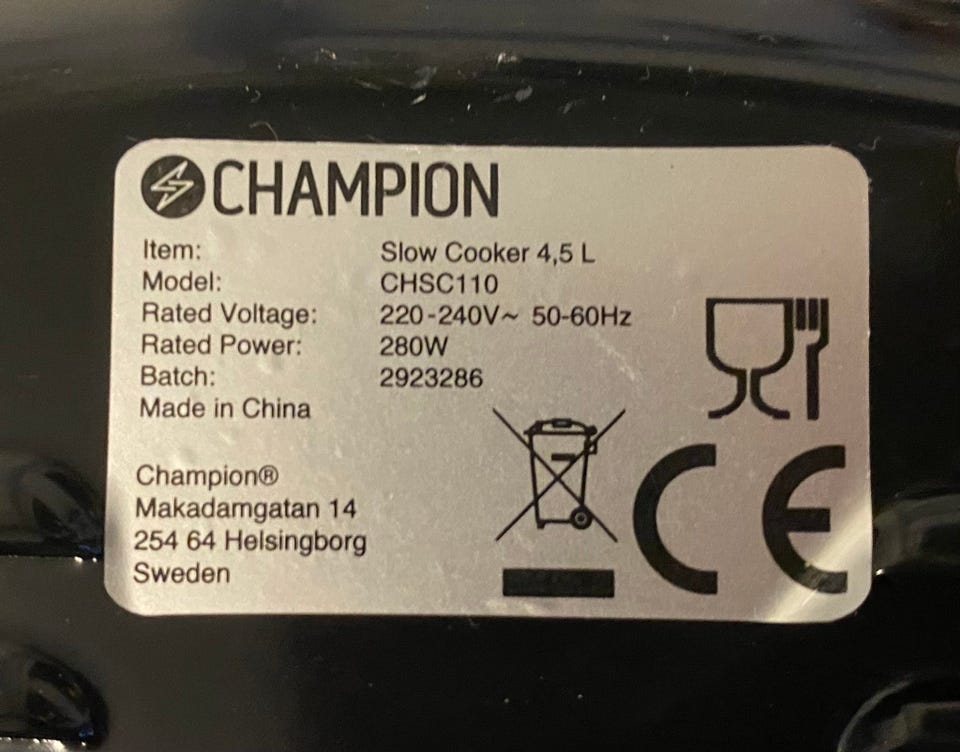 CHAMPION
Item: Slow Cooker 4,5 L
Model: CHSC110
Rated Voltage: 220-240V~ 50-60Hz
Rated Power: 280W
Batch: 2923286
Made in China
Champion®
Makadamgatan 14
254 64 Helsingborg
Sweden
CE